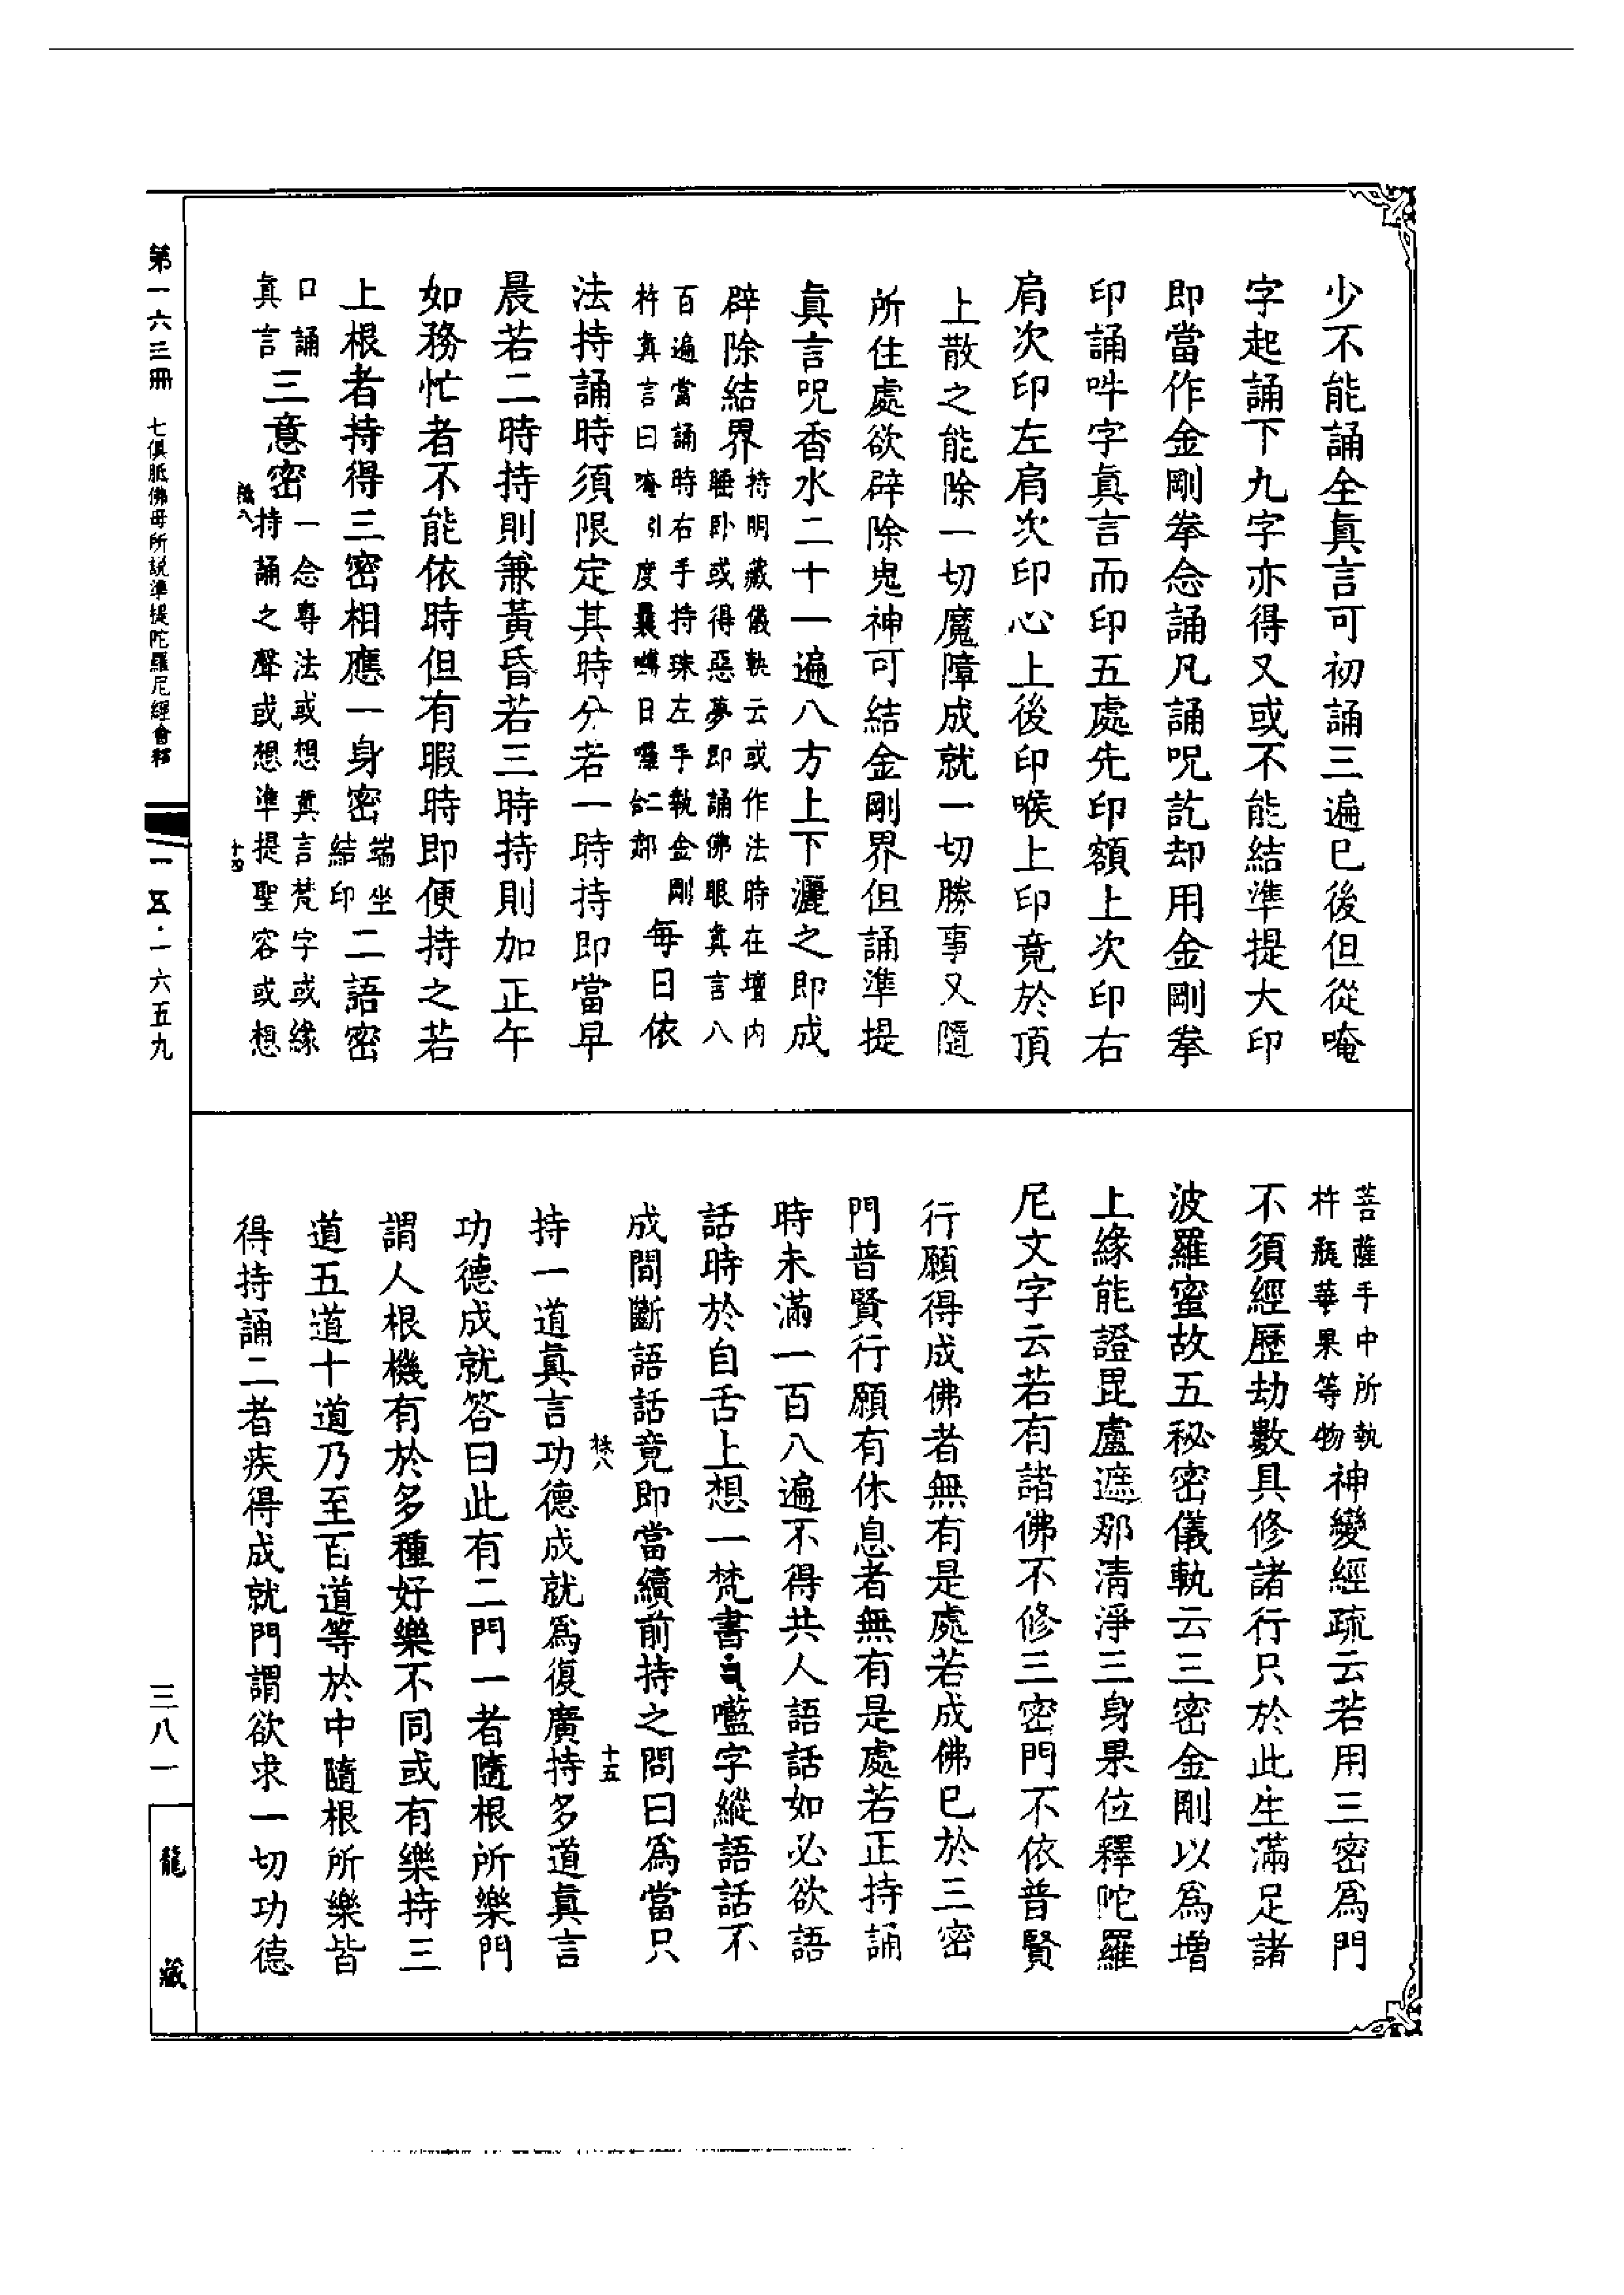 少不能誦全真言可初誦三遍已後但從唵
字起誦下九字亦得又或不能結準提大印
即當作金剛拳念誦凡誦呪訖却用金剛拳
印誦吽字真言而印五處先印額上次印右
肩次印左肩次印心上後印喉上印竟於頂
上散之能除一切魔障成就一切勝事又隨
所住處欲辟除鬼神可結金剛界但誦準提
真言呪香水二十一遍八方上下灑之即成
辟除結界
持明藏儀軌云或作法時在壇内
睡卧或得惡夢即誦佛眼真言八
百遍當誦時右手持珠左手執金剛
杵真言曰唵引度
日囉合二
每日依
法持誦時須限定其時分若一時持即當早
晨若二時持則兼黃昏若三時持則加正午
如務忙者不能依時但有暇時即便持之若
上根者持得三密相應一身密
端坐
結印
二語密
口誦
真言
三意密
一念尊法或想真言梵字或緣
持誦之聲或想準提聖容或想
菩薩手中所執
杵瓶華果等物
神變經疏云若用三密爲門
不須經歷劫數具修諸行只於此生滿足諸
波羅蜜故五秘密儀軌云三密金剛以爲增
上緣能證毘盧遮那清淨三身果位釋陀羅
尼文字云若有諸佛不修三密門不依普賢
行願得成佛者無有是處若成佛已於三密
門普賢行願有休息者無有是處若正持誦
時未滿一百八遍不得共人語話如必欲語
話時於自舌上想一梵書囕字縱語話不
成間斷語話竟即當續前持之問曰爲當只
持一道真言功德成就爲復廣持多道真言
功德成就答曰此有二門一者隨根所樂門
謂人根機有於多種好樂不同或有樂持三
道五道十道乃至百道等於中隨根所樂皆
得持誦二者疾得成就門謂欲求一切功德
第一六三冊　七俱胝佛母所說準提陀羅尼經會釋
十四
十五
一五·一六五九
三八一
龍藏